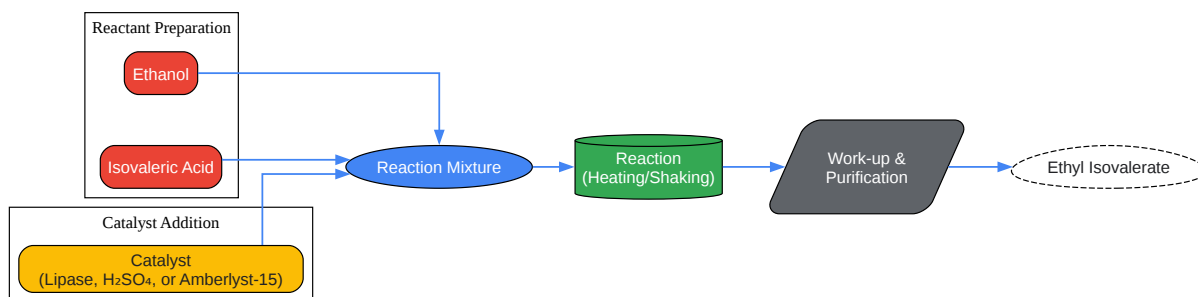 Reactant Preparation
Ethanol
Isovaleric Acid
Catalyst Addition
Catalyst
(Lipase, H₂SO₄, or Amberlyst-15)
Reaction Mixture
Reaction
(Heating/Shaking)
Work-up &
Purification
Ethyl Isovalerate